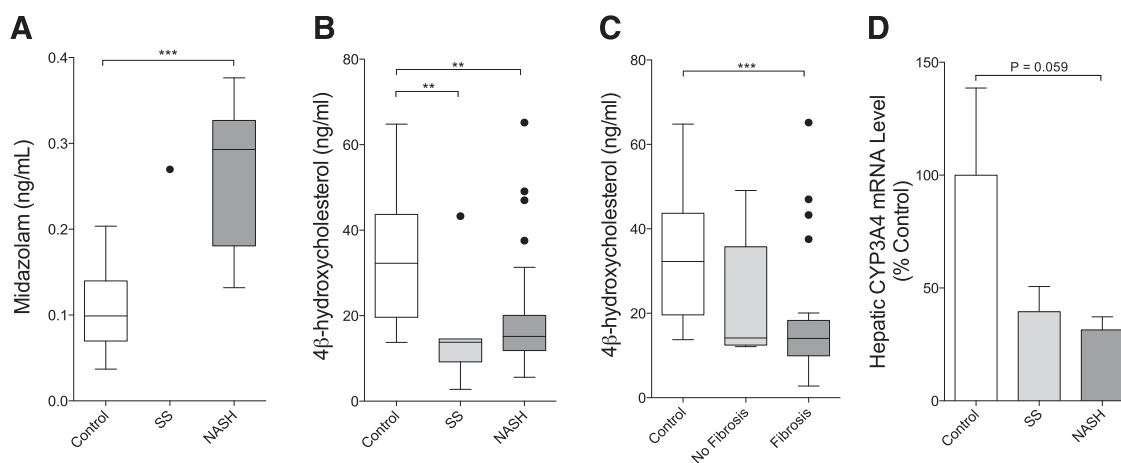 A
Midazolam (ng/mL)
0.4
0.3
0.2
0.1
0.0
***
Control
SS
NASH
B
4β-hydroxycholesterol (ng/ml)
80
60
40
20
0
**
**
Control
SS
NASH
C
4β-hydroxycholesterol (ng/ml)
80
60
40
20
0
***
Control
No Fibrosis
Fibrosis
D
Hepatic CYP3A4 mRNA Level
(% Control)
150
100
50
0
P = 0.059
Control
SS
NASH